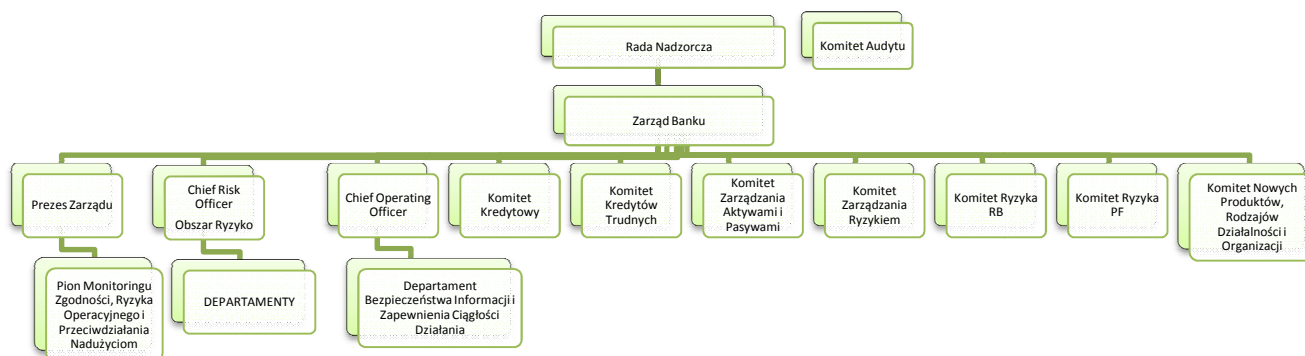 Rada Nadzorcza
Komitet Audytu
Zarząd Banku
Prezes Zarządu
Chief Risk
Officer
Obszar Ryzyko
Chief Operating
Officer
Komitet
Kredytowy
Komitet
Kredytów
Trudnych
Komitet
Zarządzania
Aktywami i
Pasywami
Komitet
Zarządzania
Ryzykiem
Komitet Ryzyka
RB
Komitet Ryzyka
PF
Komitet Nowych
Produktów,
Rodzajów
Działalności i
Organizacji
Pion Monitoringu
Zgodności, Ryzyka
Operacyjnego i
Przeciwdziałania
Nadużyciom
DEPARTAMENTY
Departament
Bezpieczeństwa Informacji i
Zapewnienia Ciągłości
Działania